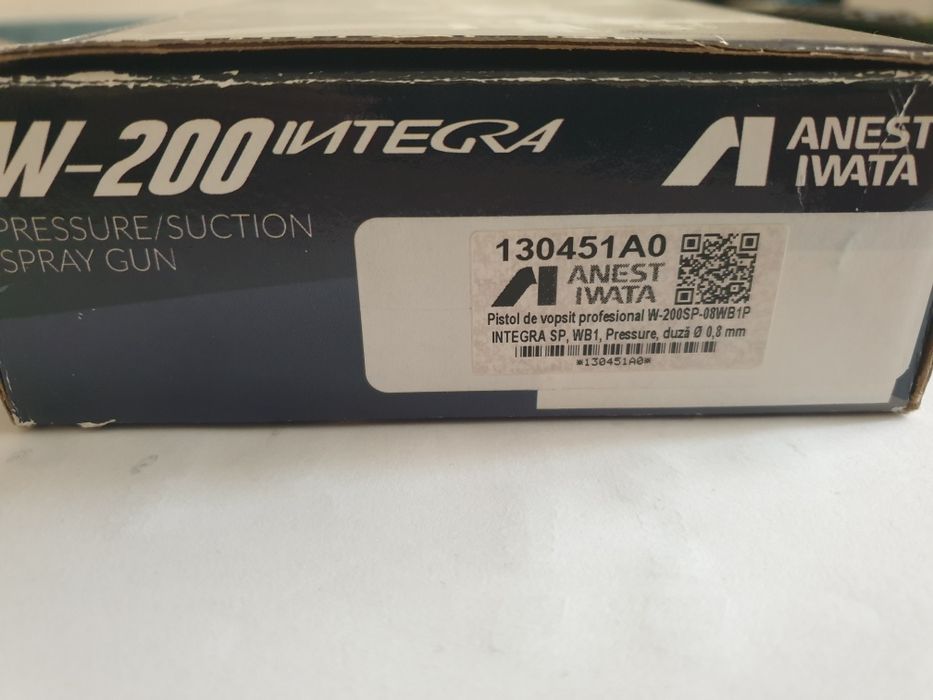 W-200 INTEGRA
PRESSURE/SUCTION
SPRAY GUN
ANEST
IWATA
130451A0
ANEST
IWATA
Pistol de vopsit profesional W-200SP-08WB1P
INTEGRA SP, WB1, Pressure, duză Ø 0,8 mm
*130451A0*